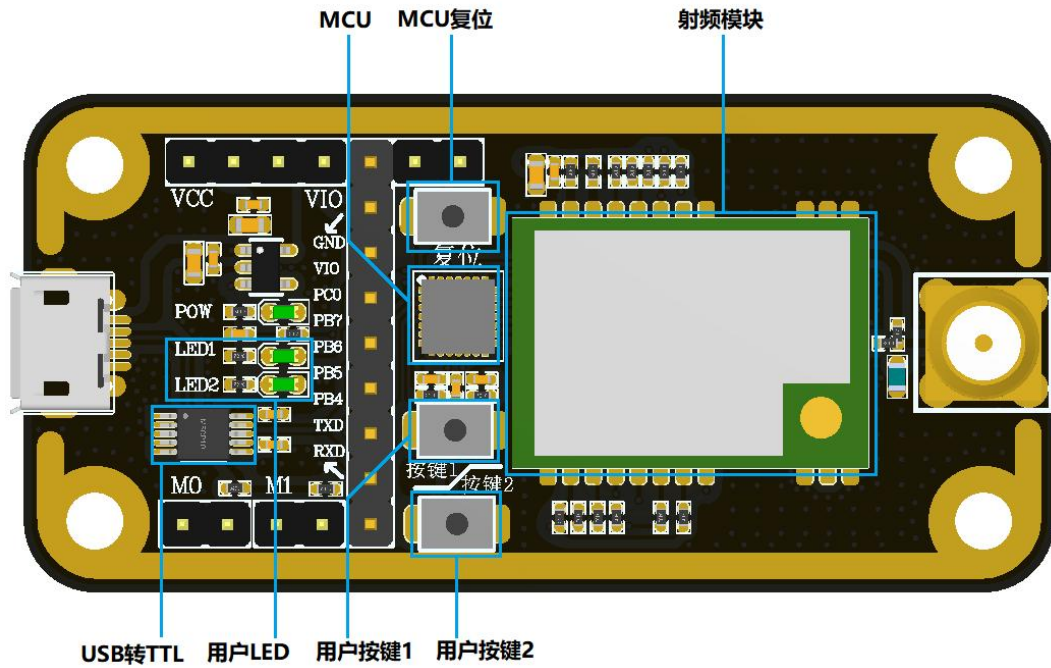 MCU MCU复位 射频模块
VCC VIO
GND
复位
VIO
PC0
POW
PB7
LED1
PB6
PB5
LED2
PB4
TXD
RXD
按键1
按键2
M0 M1
USB转TTL 用户LED 用户按键1 用户按键2